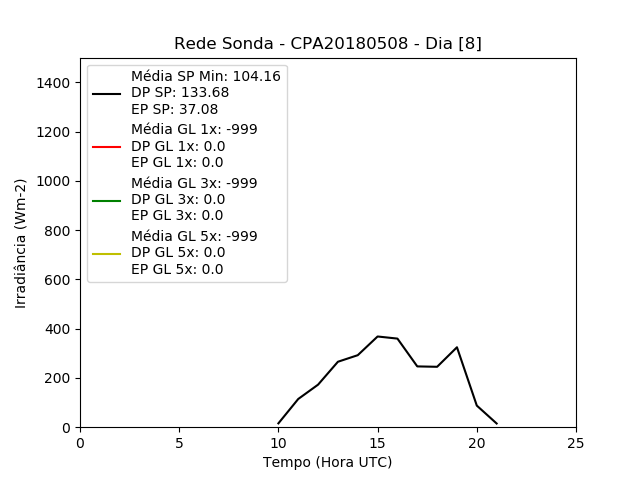 Rede Sonda - CPA20180508 - Dia [8]
Média SP Min: 104.16
DP SP: 133.68
EP SP: 37.08
Média GL 1x: -999
DP GL 1x: 0.0
EP GL 1x: 0.0
Média GL 3x: -999
DP GL 3x: 0.0
EP GL 3x: 0.0
Média GL 5x: -999
DP GL 5x: 0.0
EP GL 5x: 0.0
Irradiância (Wm-2)
1400
1200
1000
800
600
400
200
0
0 5 10 15 20 25
Tempo (Hora UTC)